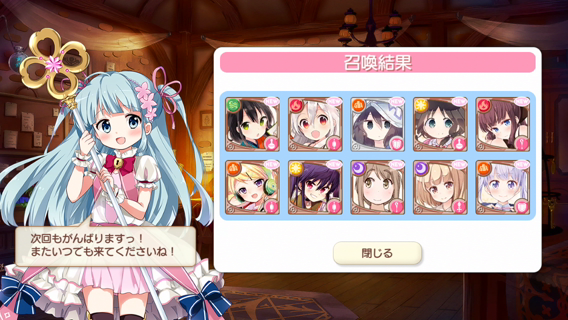 召喚結果
次回もがんばりますっ！
またいつでも来てくださいね！
閉じる